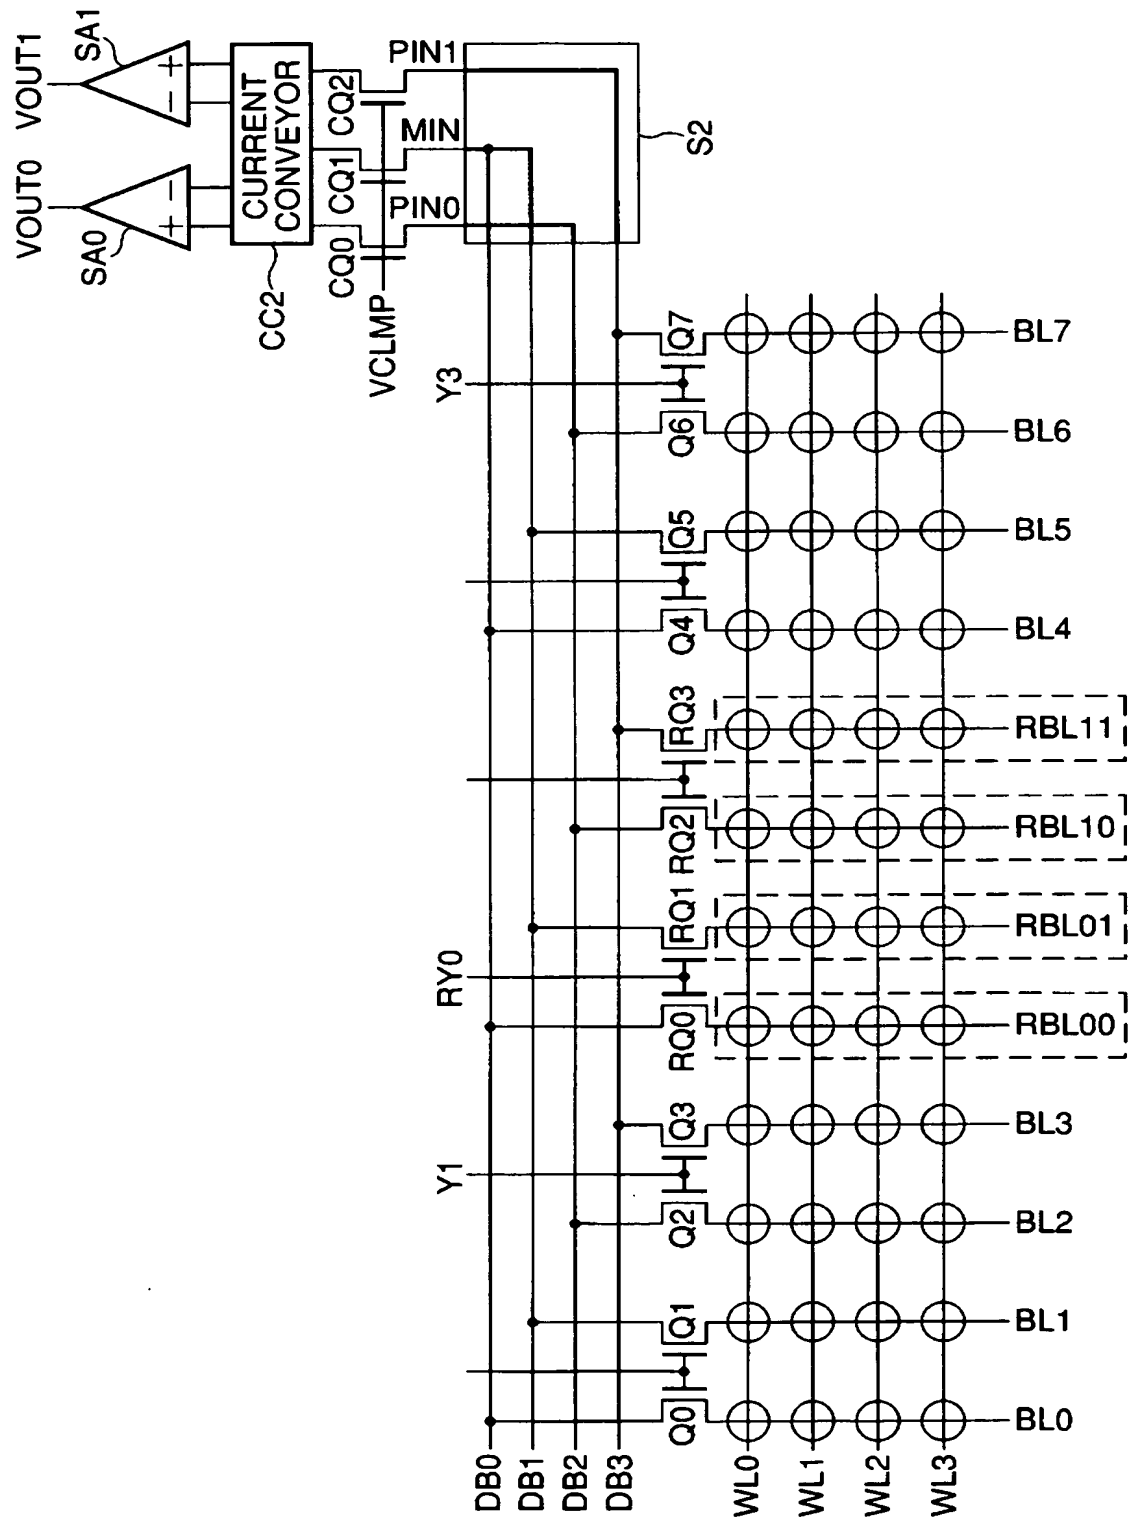 VOUT0
VOUT1
SA0
SA1
+
−
−
+
CURRENT
CONVEYOR
CC2
CQ0
CQ1
CQ2
VCLMP
PIN0
MIN
PIN1
S2
Y1
RY0
Y3
DB0
DB1
DB2
DB3
Q0
Q1
Q2
Q3
RQ0
RQ1
RQ2
RQ3
Q4
Q5
Q6
Q7
WL0
WL1
WL2
WL3
BL0
BL1
BL2
BL3
RBL00
RBL01
RBL10
RBL11
BL4
BL5
BL6
BL7